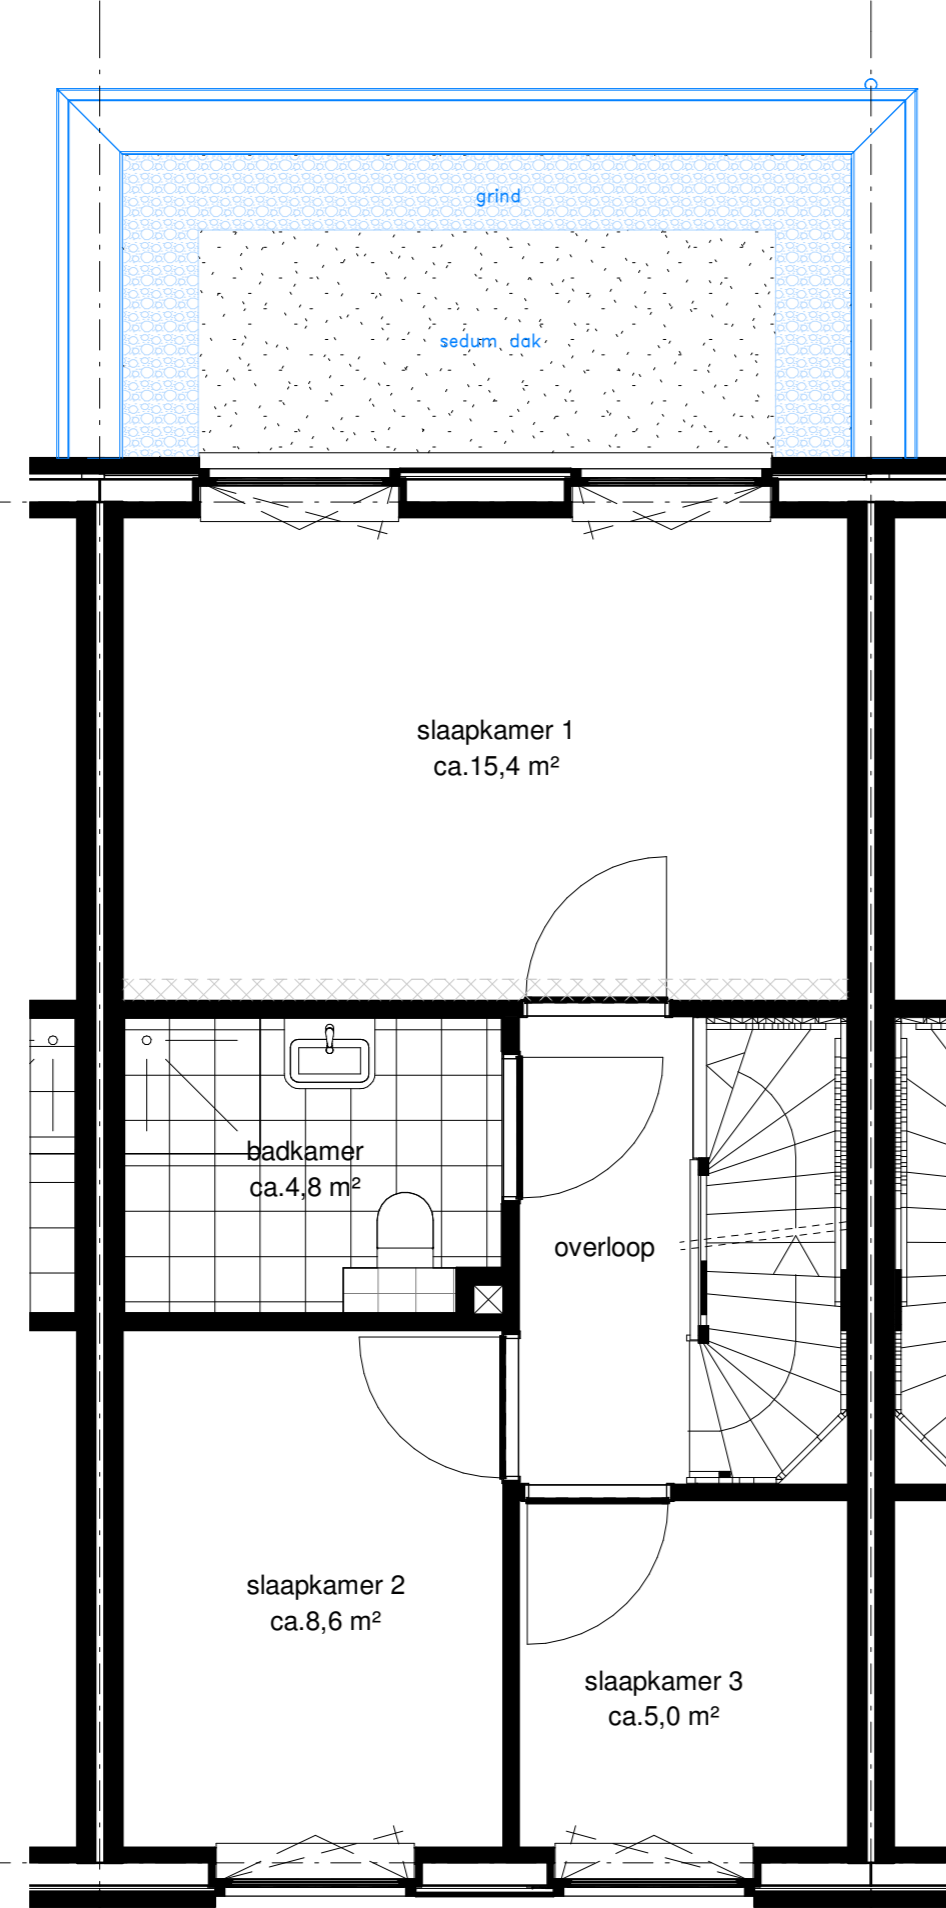 grind
sedum dak
slaapkamer 1
ca.15,4 m²
badkamer
ca.4,8 m²
overloop
slaapkamer 2
ca.8,6 m²
slaapkamer 3
ca.5,0 m²